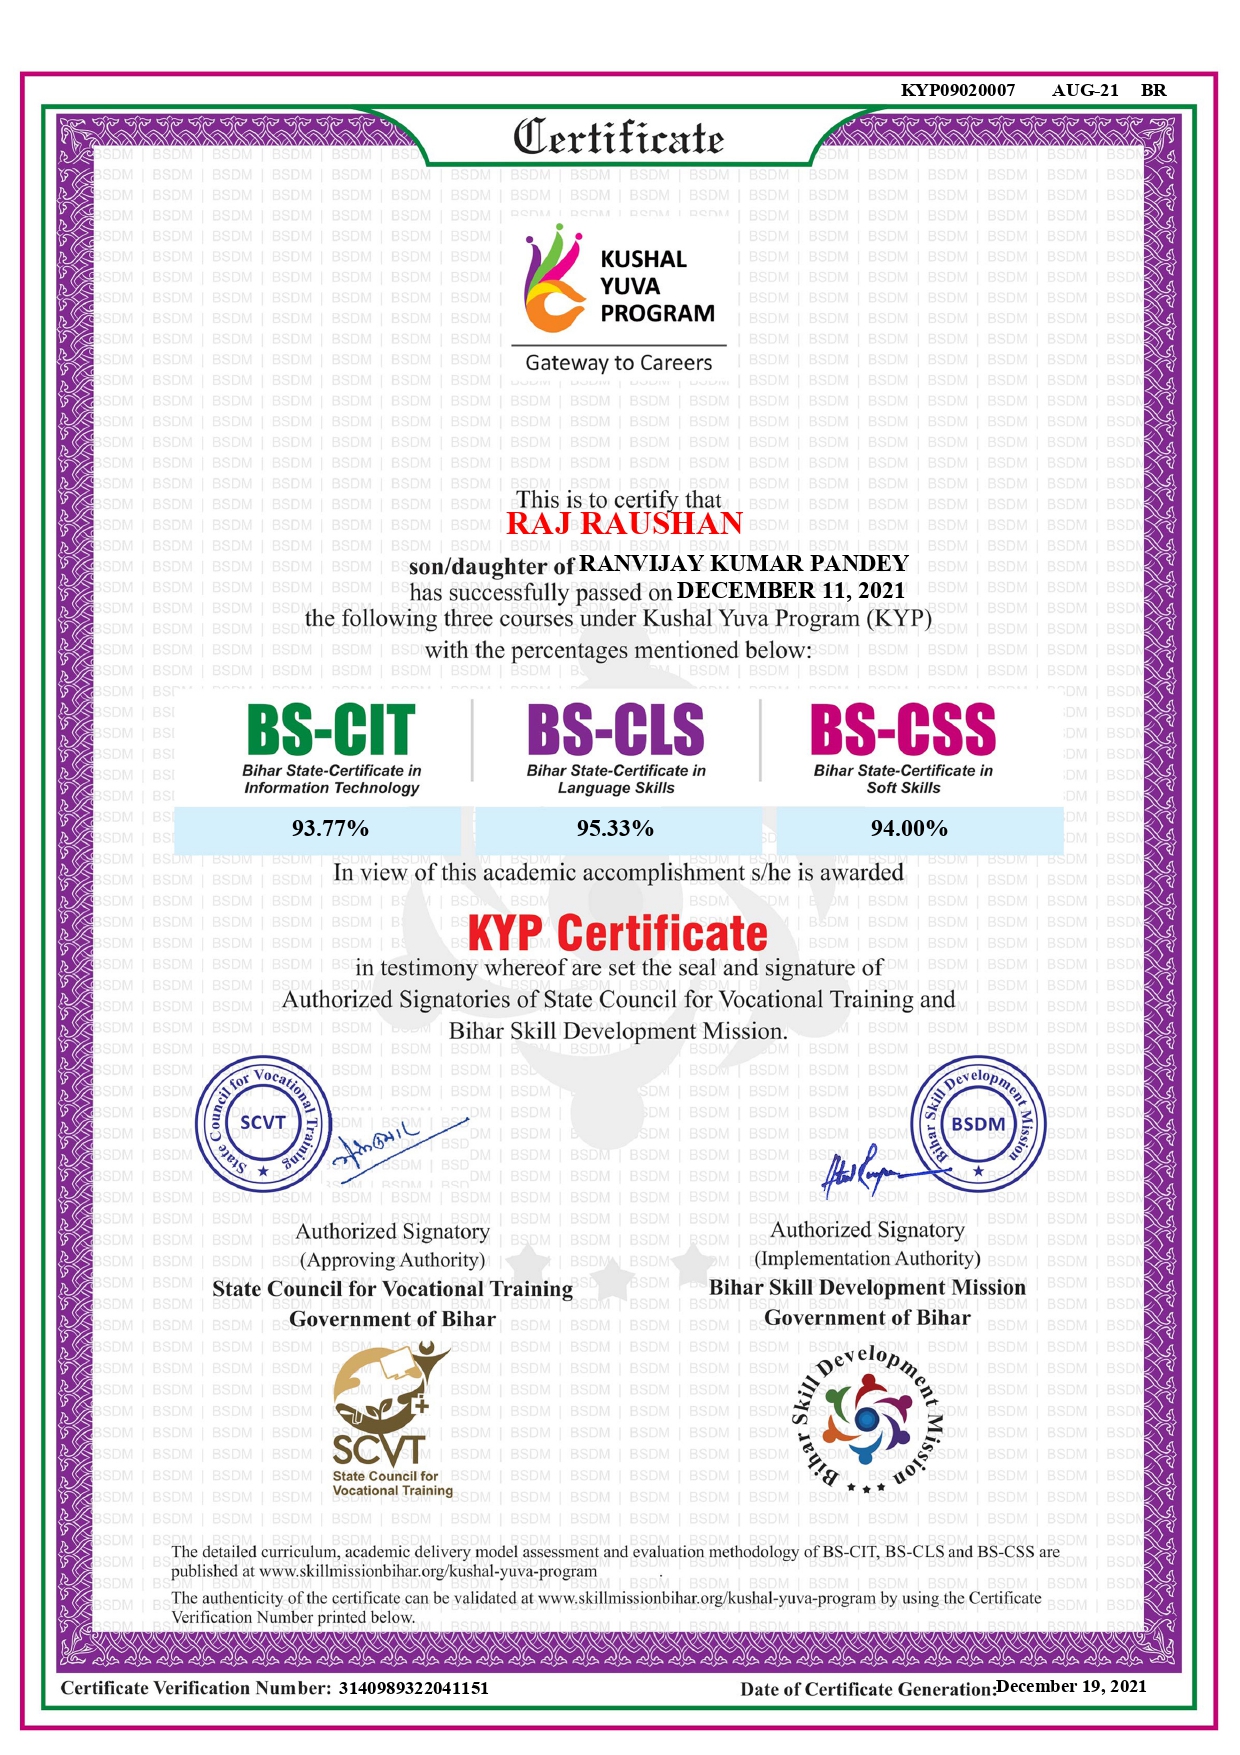 KYP09020007 AUG-21 BR
Certificate
KUSHAL
YUVA
PROGRAM
Gateway to Careers
This is to certify that
RAJ RAUSHAN
son/daughter of RANVIJAY KUMAR PANDEY
has successfully passed on DECEMBER 11, 2021
the following three courses under Kushal Yuva Program (KYP)
with the percentages mentioned below:
BS-CIT BS-CLS BS-CSS
Bihar State-Certificate in Bihar State-Certificate in Bihar State-Certificate in
Information Technology Language Skills Soft Skills
93.77% 95.33% 94.00%
In view of this academic accomplishment s/he is awarded
KYP Certificate
in testimony whereof are set the seal and signature of
Authorized Signatories of State Council for Vocational Training and
Bihar Skill Development Mission.
State Council for Vocational Training
SCVT
Bihar Skill Development Mission
BSDM
Authorized Signatory
(Approving Authority)
State Council for Vocational Training
Government of Bihar
Authorized Signatory
(Implementation Authority)
Bihar Skill Development Mission
Government of Bihar
SCVT
State Council for
Vocational Training
Bihar Skill Development Mission
The detailed curriculum, academic delivery model assessment and evaluation methodology of BS-CIT, BS-CLS and BS-CSS are
published at www.skillmissionbihar.org/kushal-yuva-program
The authenticity of the certificate can be validated at www.skillmissionbihar.org/kushal-yuva-program by using the Certificate
Verification Number printed below.
Certificate Verification Number: 3140989322041151
Date of Certificate Generation:December 19, 2021